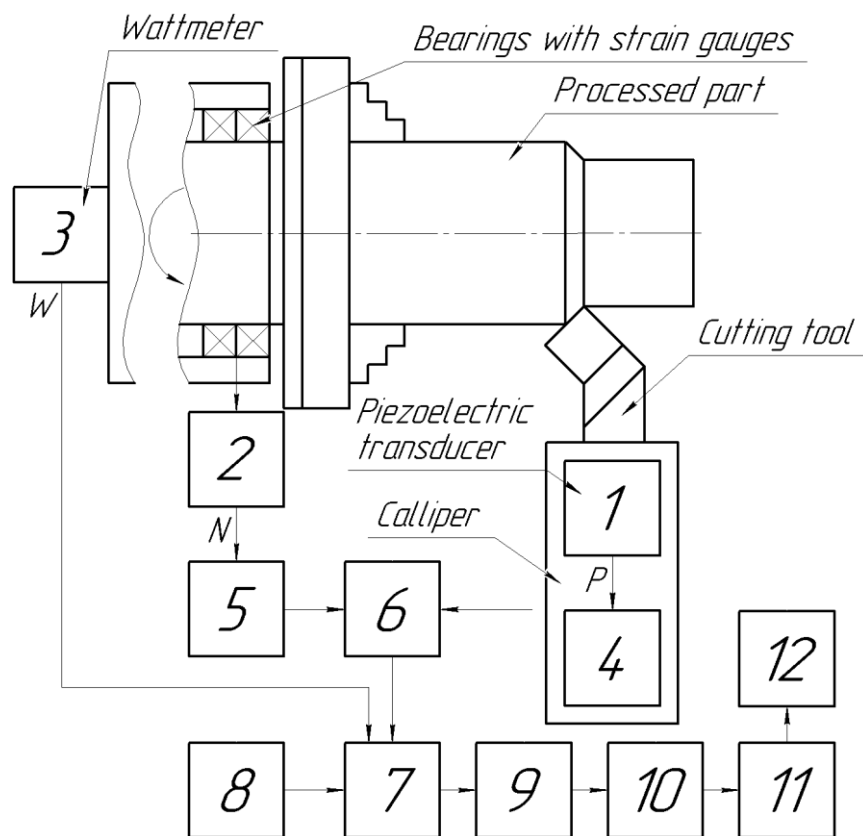 Wattmeter
Bearings with strain gauges
Processed part
3
W
Cutting tool
Piezoelectric
transducer
2
1
Calliper
N
P
5
6
4
12
8
7
9
10
11